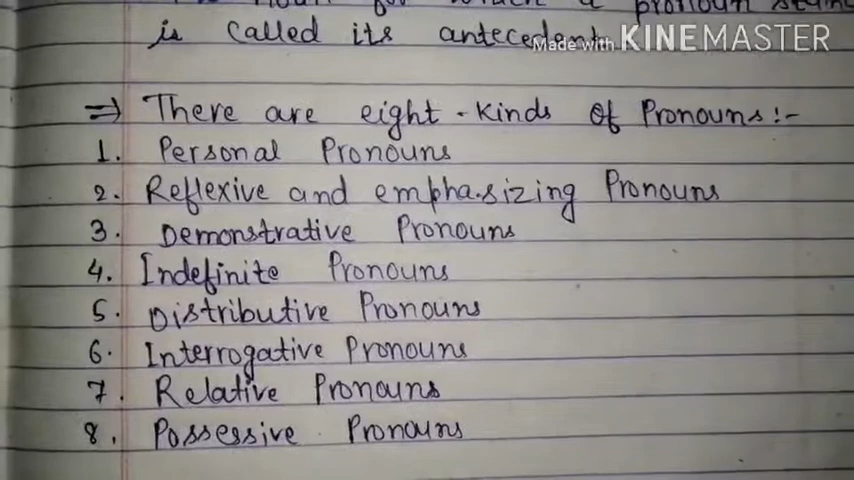 pronoun
is called its antecedent.
Made with KINEMASTER
=> There are eight - kinds Of Pronouns :-
1. Personal Pronouns
2. Reflexive and emphasizing Pronouns
3. Demonstrative Pronouns
4. Indefinite Pronouns
5. Distributive Pronouns
6. Interrogative Pronouns
7. Relative Pronouns
8. Possessive Pronouns